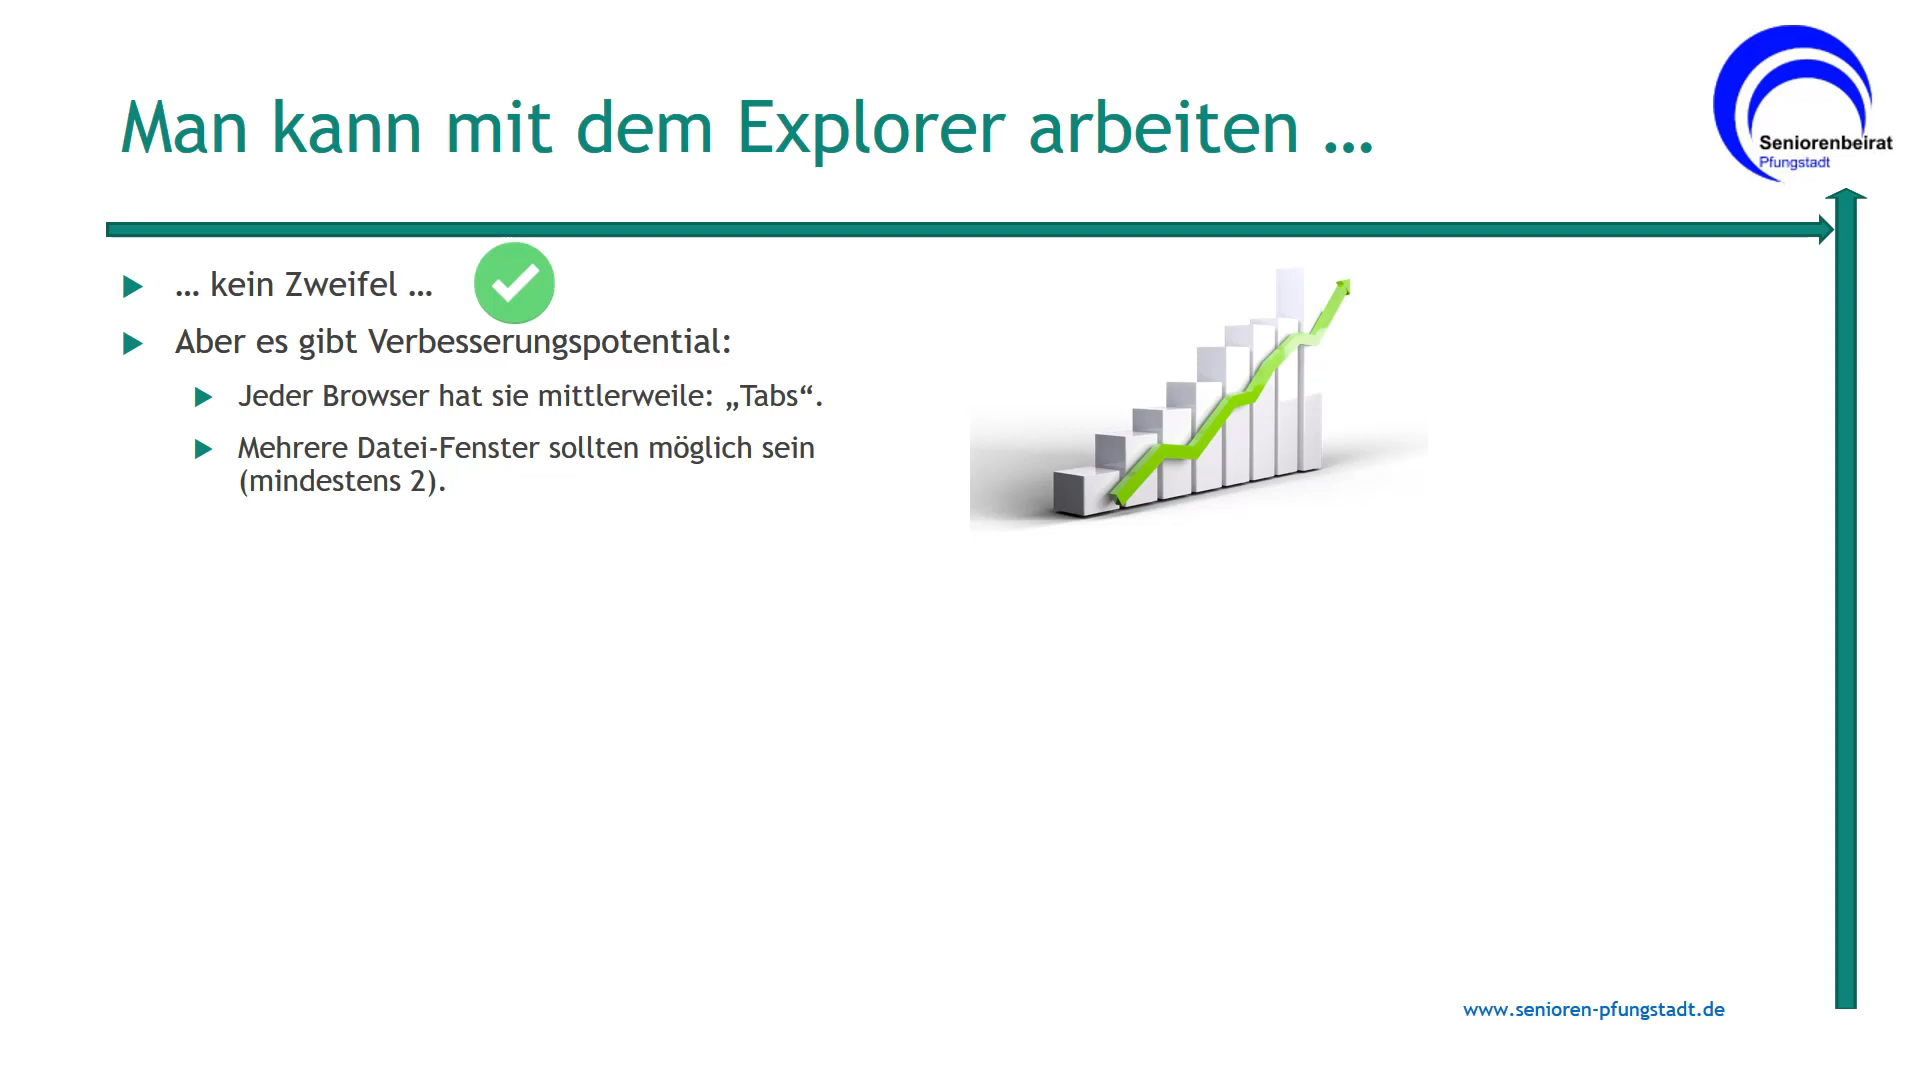 Man kann mit dem Explorer arbeiten …
Seniorenbeirat
Pfungstadt
… kein Zweifel …
Aber es gibt Verbesserungspotential:
Jeder Browser hat sie mittlerweile: „Tabs“.
Mehrere Datei-Fenster sollten möglich sein
(mindestens 2).
www.senioren-pfungstadt.de